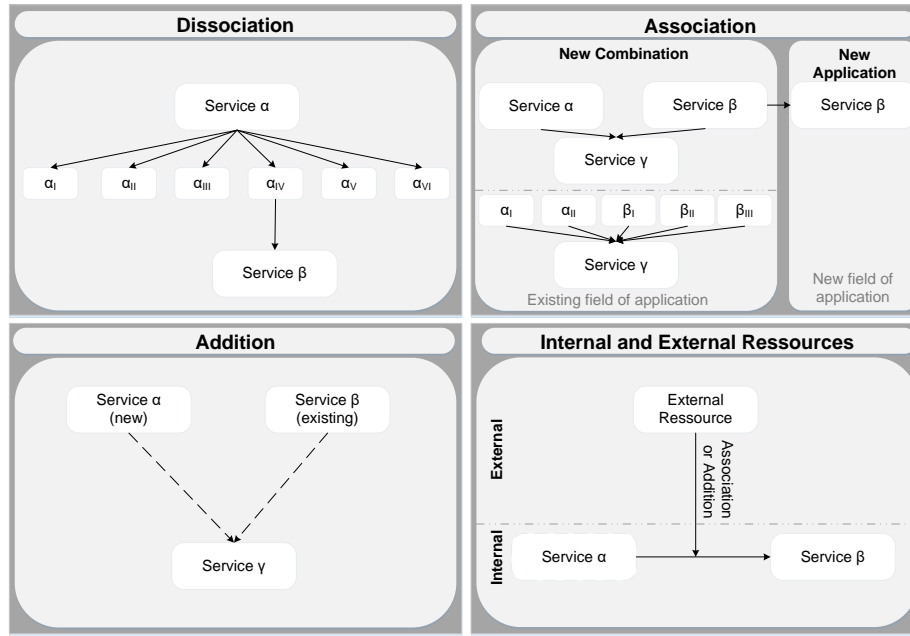 Dissociation
Service α
αI
αII
αIII
αIV
αV
αVI
Service β
Association
New Combination
New
Application
Service α
Service β
Service β
Service γ
αI
αII
βI
βII
βIII
Service γ
Existing field of application
New field of
application
Addition
Service α
(new)
Service β
(existing)
Service γ
Internal and External Ressources
External
External
Ressource
Association
or Addition
Internal
Service α
Service β